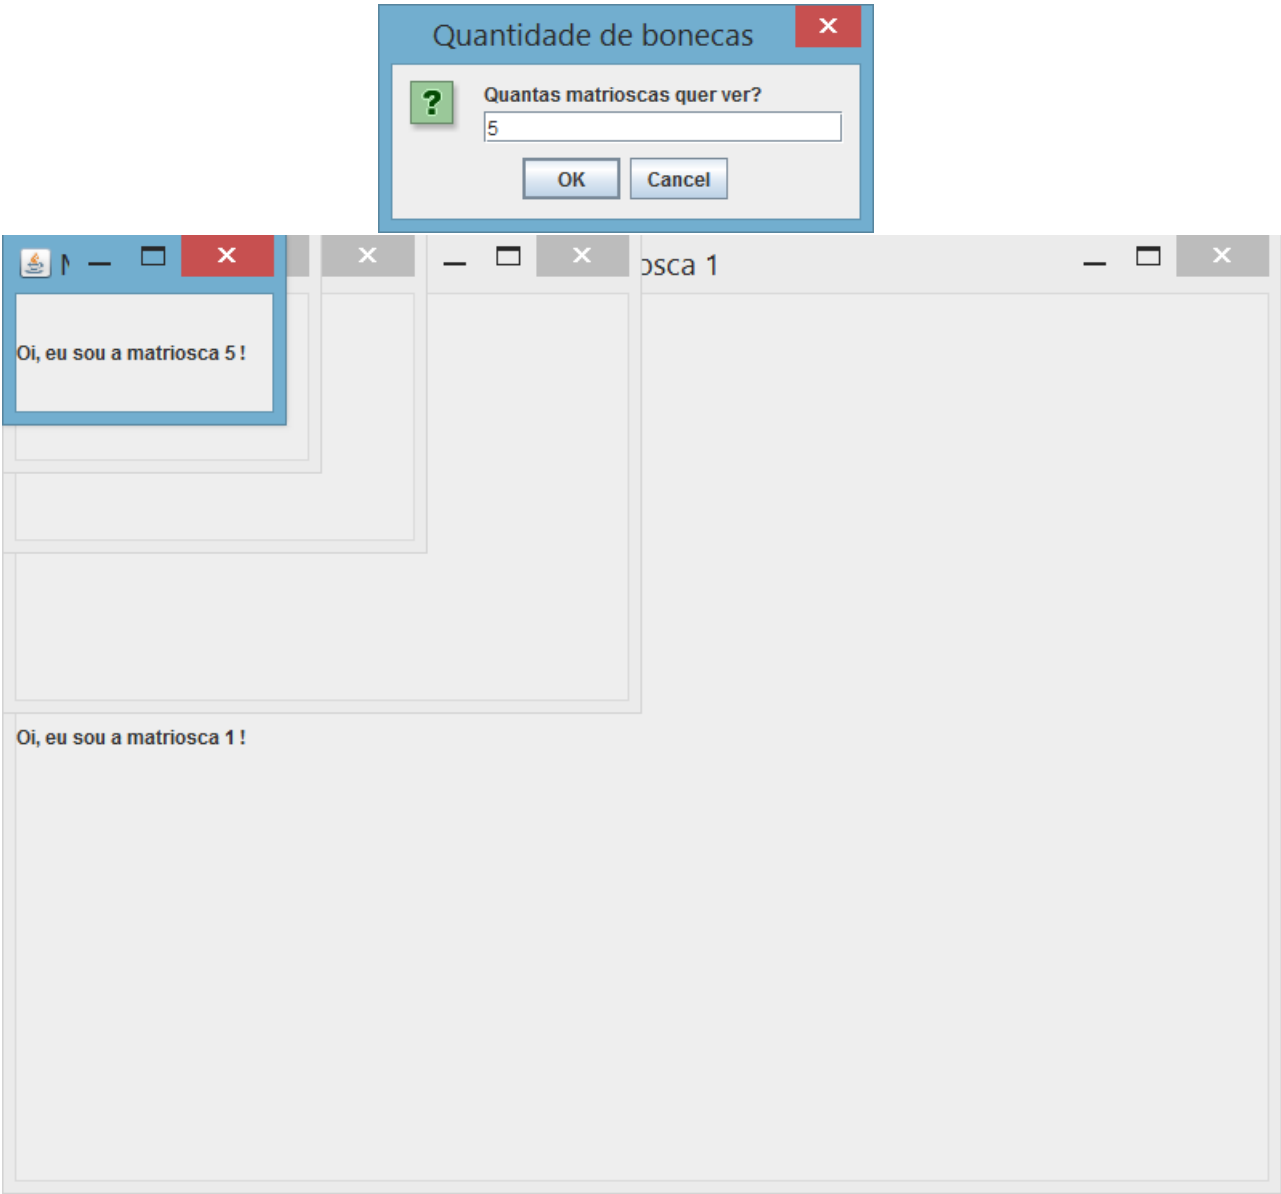 Quantidade de bonecas
Quantas matrioscas quer ver?
5
OK
Cancel
osca 1
Oi, eu sou a matriosca 5 !
Oi, eu sou a matriosca 1 !